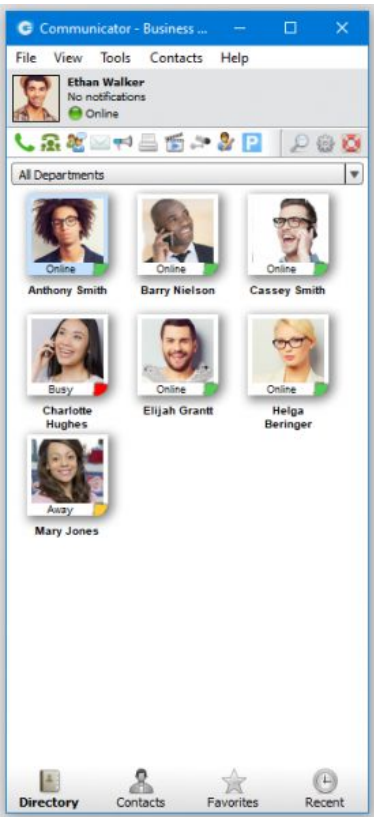 Communicator - Business ...
File View Tools Contacts Help
Ethan Walker
No notifications
Online
P
All Departments
Online Online Online
Anthony Smith Barry Nielson Cassey Smith
Busy Online Online
Charlotte Hughes Elijah Grantt Helga Beringer
Away
Mary Jones
Directory Contacts Favorites Recent